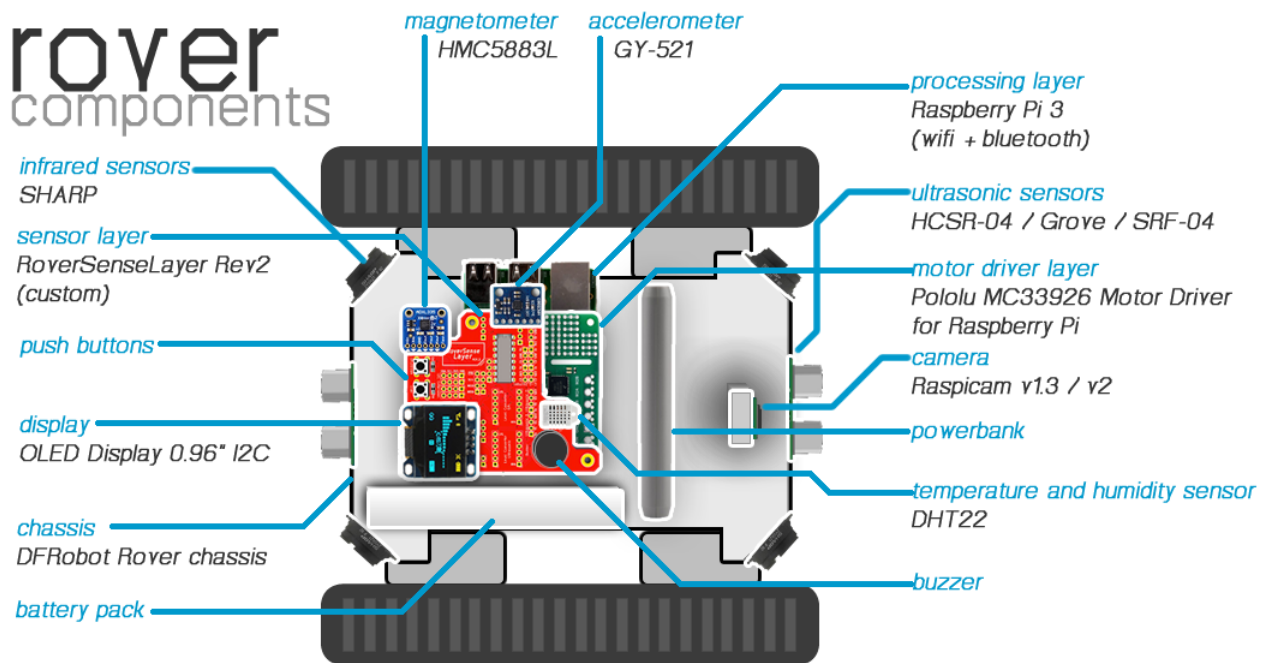 rover
components
magnetometer
HMC5883L
accelerometer
GY-521
processing layer
Raspberry Pi 3
(wifi + bluetooth)
infrared sensors
SHARP
ultrasonic sensors
HCSR-04 / Grove / SRF-04
sensor layer
RoverSenseLayer Rev2
(custom)
motor driver layer
Pololu MC33926 Motor Driver
for Raspberry Pi
push buttons
RoverSense
Layer
camera
Raspicam v1.3 / v2
display
OLED Display 0.96" I2C
powerbank
temperature and humidity sensor
DHT22
chassis
DFRobot Rover chassis
buzzer
battery pack